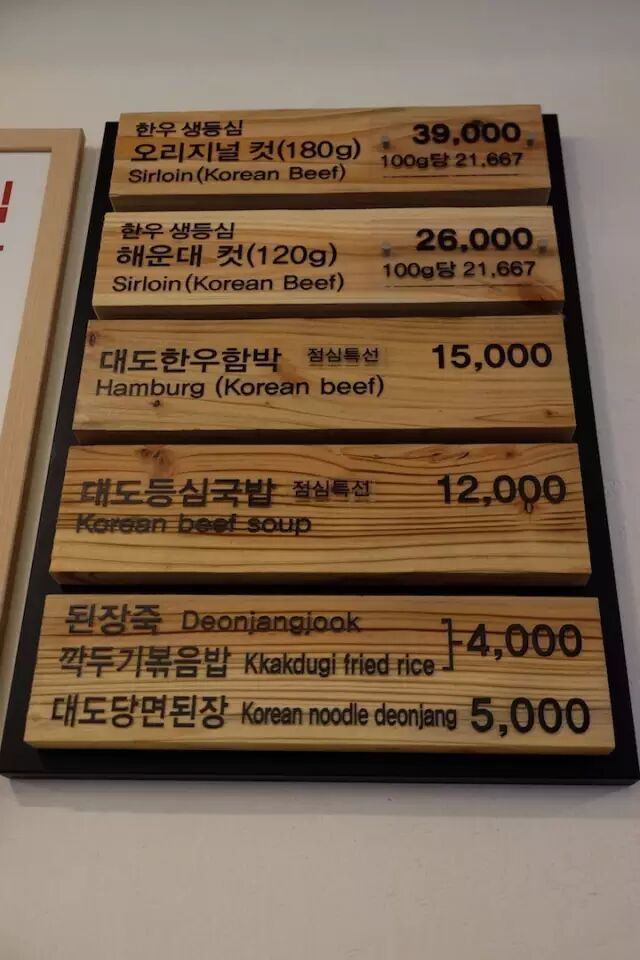 한우 생등심
오리지널 컷(180g) 39,000
Sirloin(Korean Beef) 100g당 21,667
한우 생등심
해운대 컷(120g) 26,000
Sirloin(Korean Beef) 100g당 21,667
대도한우함박 점심특선 15,000
Hamburg (Korean beef)
대도등심국밥 점심특선 12,000
Korean beef soup
된장죽 Deonjangjook
깍두기볶음밥 Kkakdugi fried rice 4,000
대도당면된장 Korean noodle deonjang 5,000